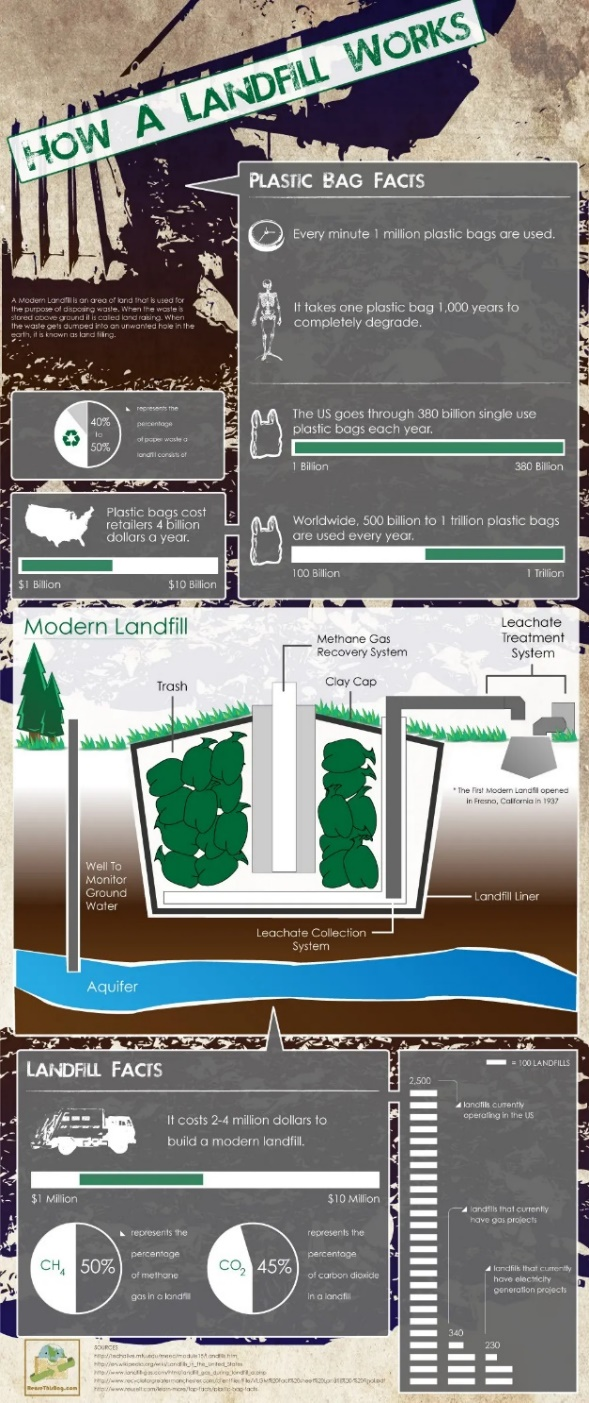 HOW A LANDFILL WORKS
PLASTIC BAG FACTS
Every minute 1 million plastic bags are used.
It takes one plastic bag 1,000 years to
completely degrade.
A Modern Landfill is an area of land that is used for
the purpose of disposing waste. When the waste is
stored above ground it is called land raising. When
the waste gets dumped into an unwanted hole in the
earth, it is known as land filling.
40%
to
50%
represents the
percentage
of paper waste a
landfill consists of
The US goes through 380 billion single use
plastic bags each year.
1 Billion
380 Billion
Plastic bags cost
retailers 4 billion
dollars a year.
$1 Billion
$10 Billion
Worldwide, 500 billion to 1 trillion plastic bags
are used every year.
100 Billion
1 Trillion
Modern Landfill
Methane Gas
Recovery System
Leachate
Treatment
System
Trash
Clay Cap
* The First Modern Landfill opened
in Fresno, California in 1937
Well To
Monitor
Ground
Water
Landfill Liner
Leachate Collection
System
Aquifer
LANDFILL FACTS
It costs 2-4 million dollars to
build a modern landfill.
$1 Million
$10 Million
CH4
50%
represents the
percentage
of methane
gas in a landfill
CO2
45%
represents the
percentage
of carbon dioxide
in a landfill
= 100 LANDFILLS
2,500
landfills currently
operating in the US
landfills that currently
have gas projects
landfills that currently
have electricity
generation projects
340
230
SOURCES